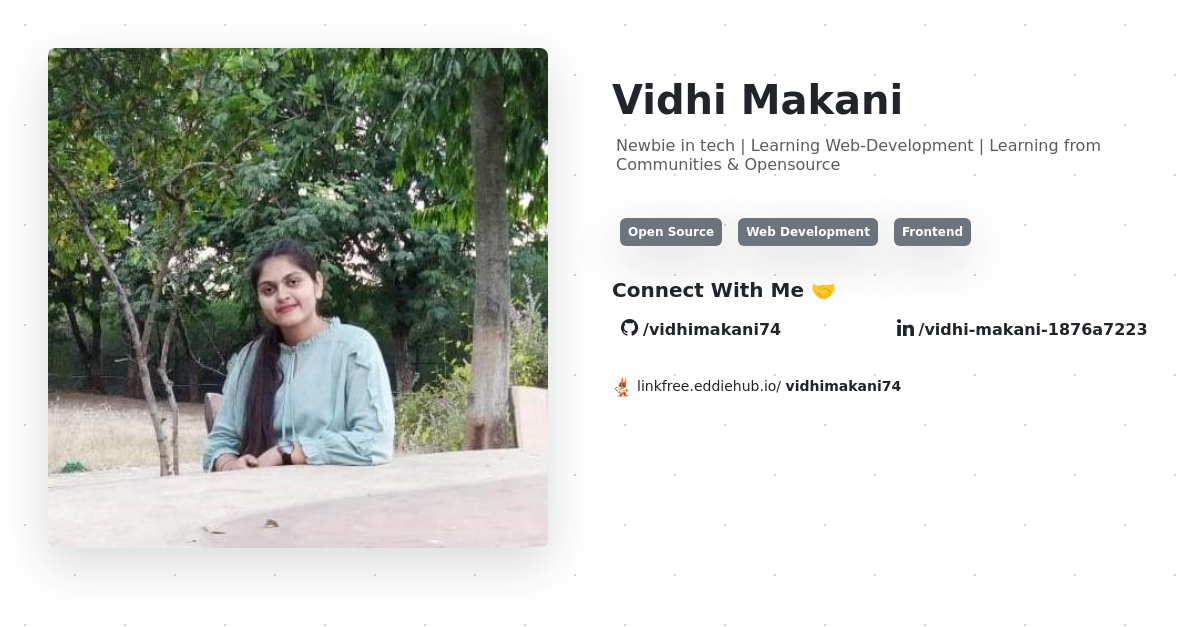 Vidhi Makani
Newbie in tech | Learning Web-Development | Learning from
Communities & Opensource
Open Source Web Development Frontend
Connect With Me 🤝
/vidhimakani74 /vidhi-makani-1876a7223
linkfree.eddiehub.io/ vidhimakani74